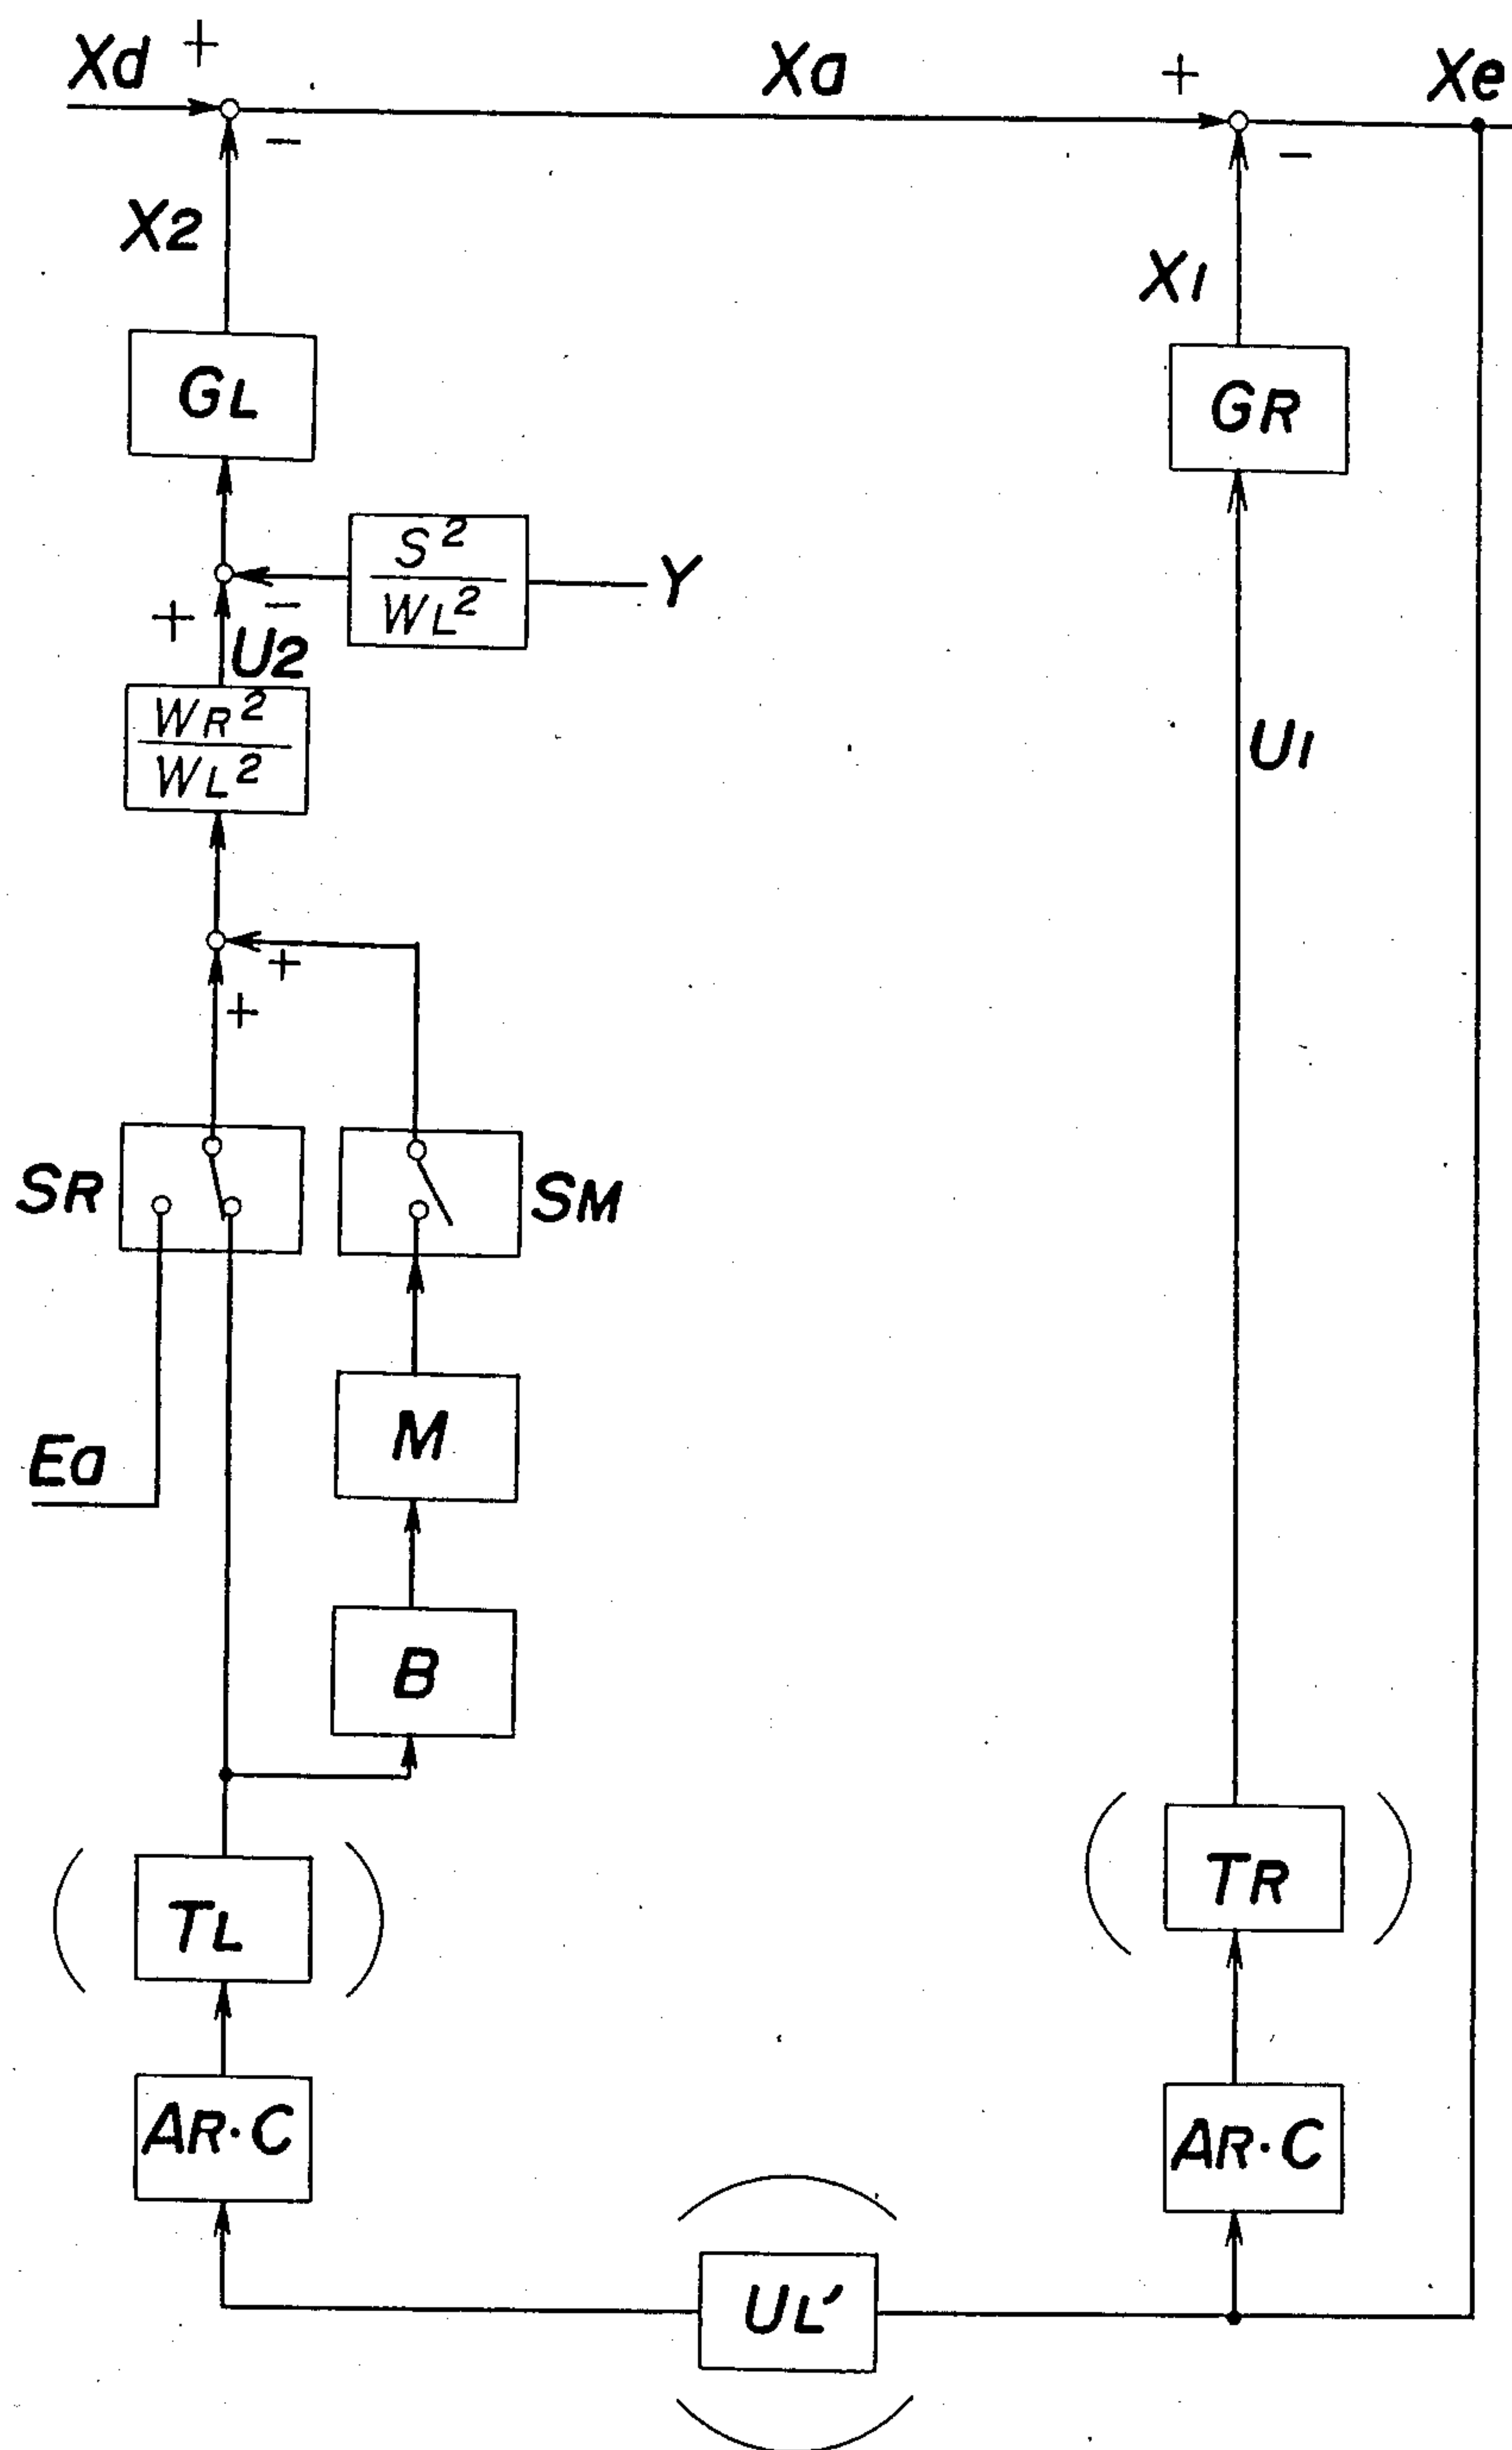 Xd +
Xa
+
Xe
−
−
X2
X1
GL
GR
S²
WL²
Y
+
−
U2
WR²
WL²
U1
+
+
SR
SM
M
Ea
B
TL
TR
AR·C
AR·C
UL′